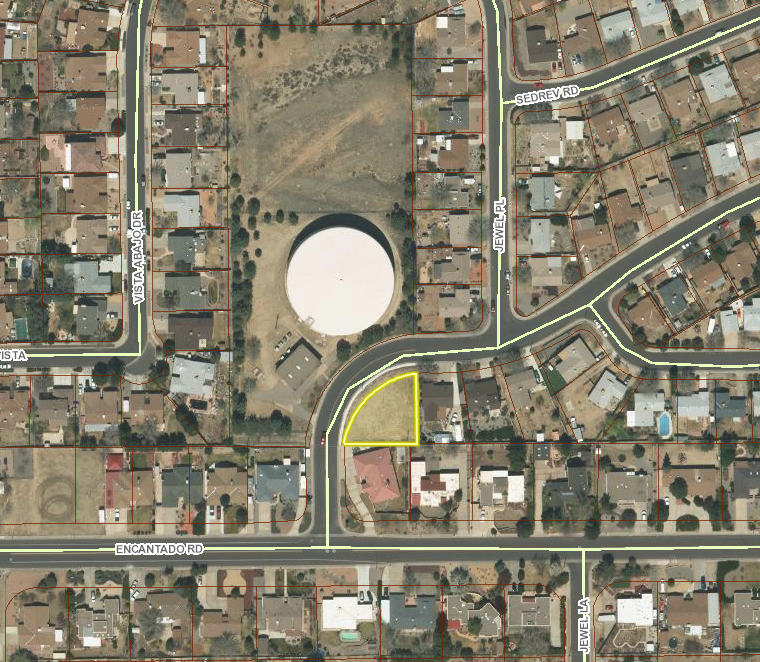 SEDREV RD
JEWEL PL
VISTA ABAJO DR
VISTA
ENCANTADO RD
JEWEL LA